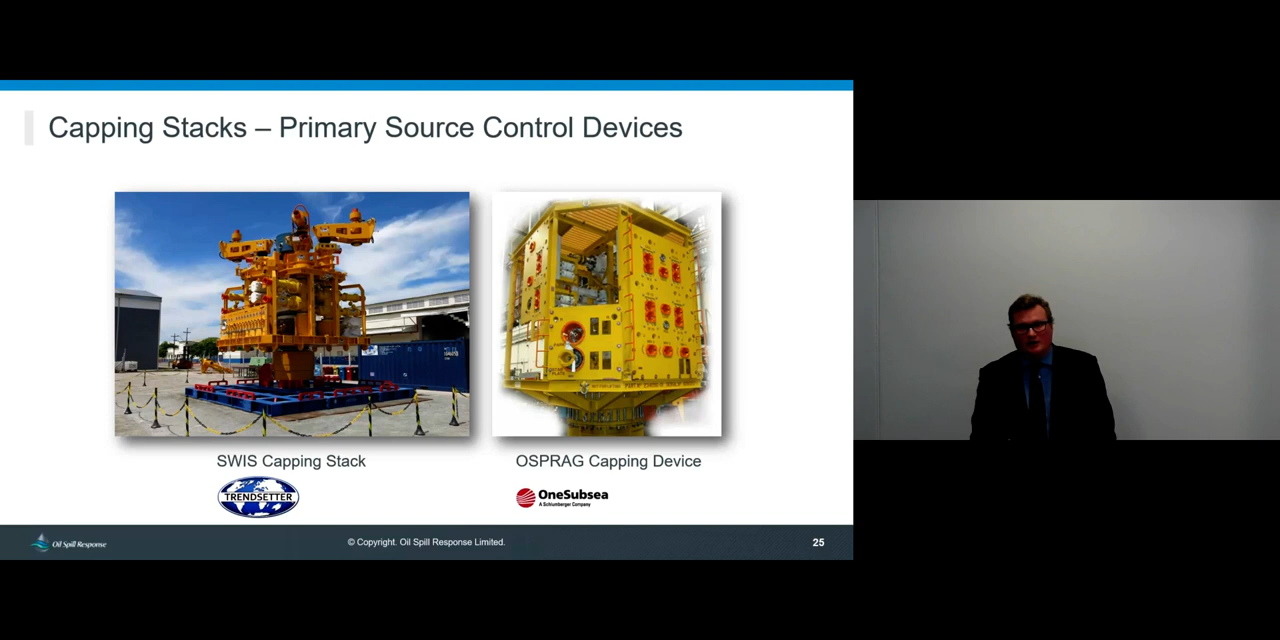 Capping Stacks – Primary Source Control Devices
SWIS Capping Stack
OSPRAG Capping Device
TRENDSETTER
OneSubsea
A Schlumberger Company
Oil Spill Response
© Copyright. Oil Spill Response Limited.
25